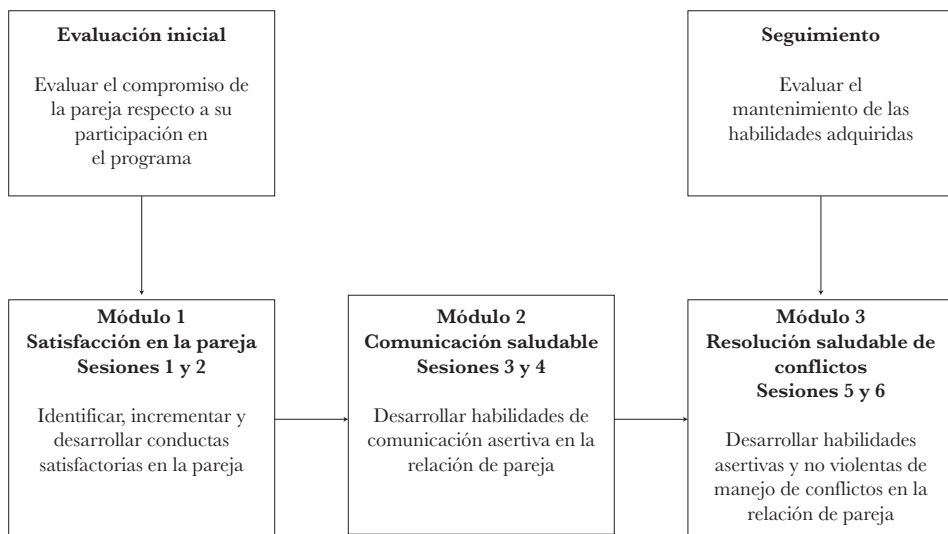 Evaluación inicial
Evaluar el compromiso de
la pareja respecto a su
participación en
el programa
Seguimiento
Evaluar el
mantenimiento de las
habilidades adquiridas
Módulo 1
Satisfacción en la pareja
Sesiones 1 y 2
Identificar, incrementar y
desarrollar conductas
satisfactorias en la pareja
Módulo 2
Comunicación saludable
Sesiones 3 y 4
Desarrollar habilidades de
comunicación asertiva en la
relación de pareja
Módulo 3
Resolución saludable de
conflictos
Sesiones 5 y 6
Desarrollar habilidades
asertivas y no violentas de
manejo de conflictos en la
relación de pareja